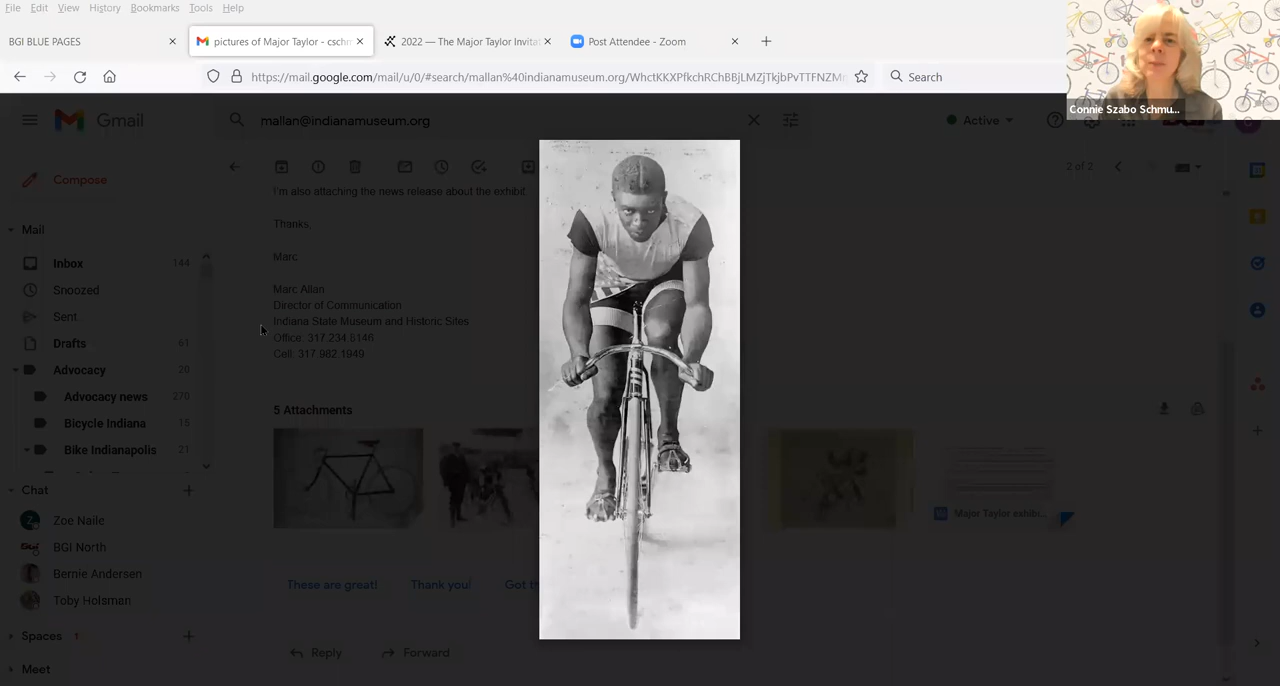 File Edit View History Bookmarks Tools Help
BGI BLUE PAGES
pictures of Major Taylor - cschm
2022 — The Major Taylor Invita
Post Attendee - Zoom
https://mail.google.com/mail/u/0/#search/mallan%40indianamuseum.org/
Search
Connie Szabo Schmu...
Gmail
mallan@indianamuseum.org
Active
Compose
2 of 2
I'm also attaching the news release about the exhibit.
Thanks,
Marc
Marc Allan
Director of Communication
Indiana State Museum and Historic Sites
Office: 317.234.6146
Cell: 317.982.1949
Mail
Inbox 144
Snoozed
Sent
Drafts 61
Advocacy 20
Advocacy news 270
Bicycle Indiana 15
Bike Indianapolis 21
5 Attachments
Major Taylor exhibi...
Chat
Zoe Naile
BGI North
Bernie Andersen
Toby Holsman
These are great!
Thank you!
Got th
Spaces 1
Reply
Forward
Meet